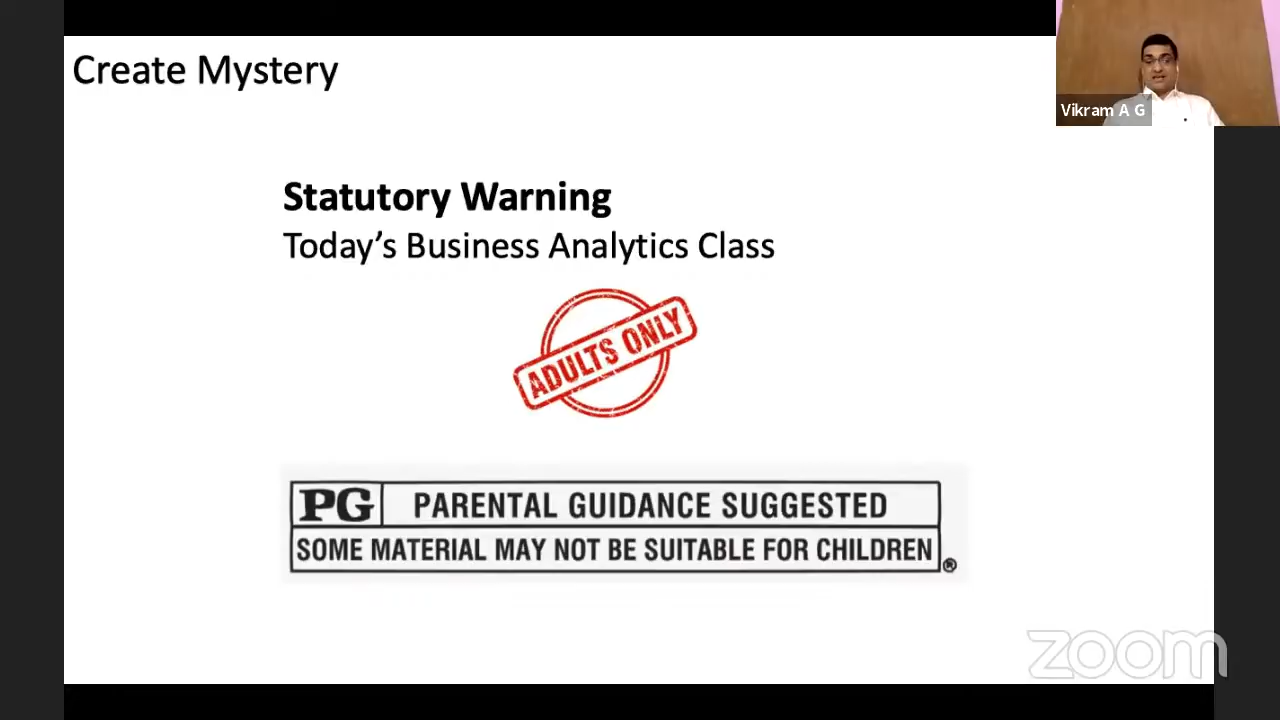 Create Mystery
Vikram A G
Statutory Warning
Today's Business Analytics Class
ADULTS ONLY
PG PARENTAL GUIDANCE SUGGESTED
SOME MATERIAL MAY NOT BE SUITABLE FOR CHILDREN ®
zoom